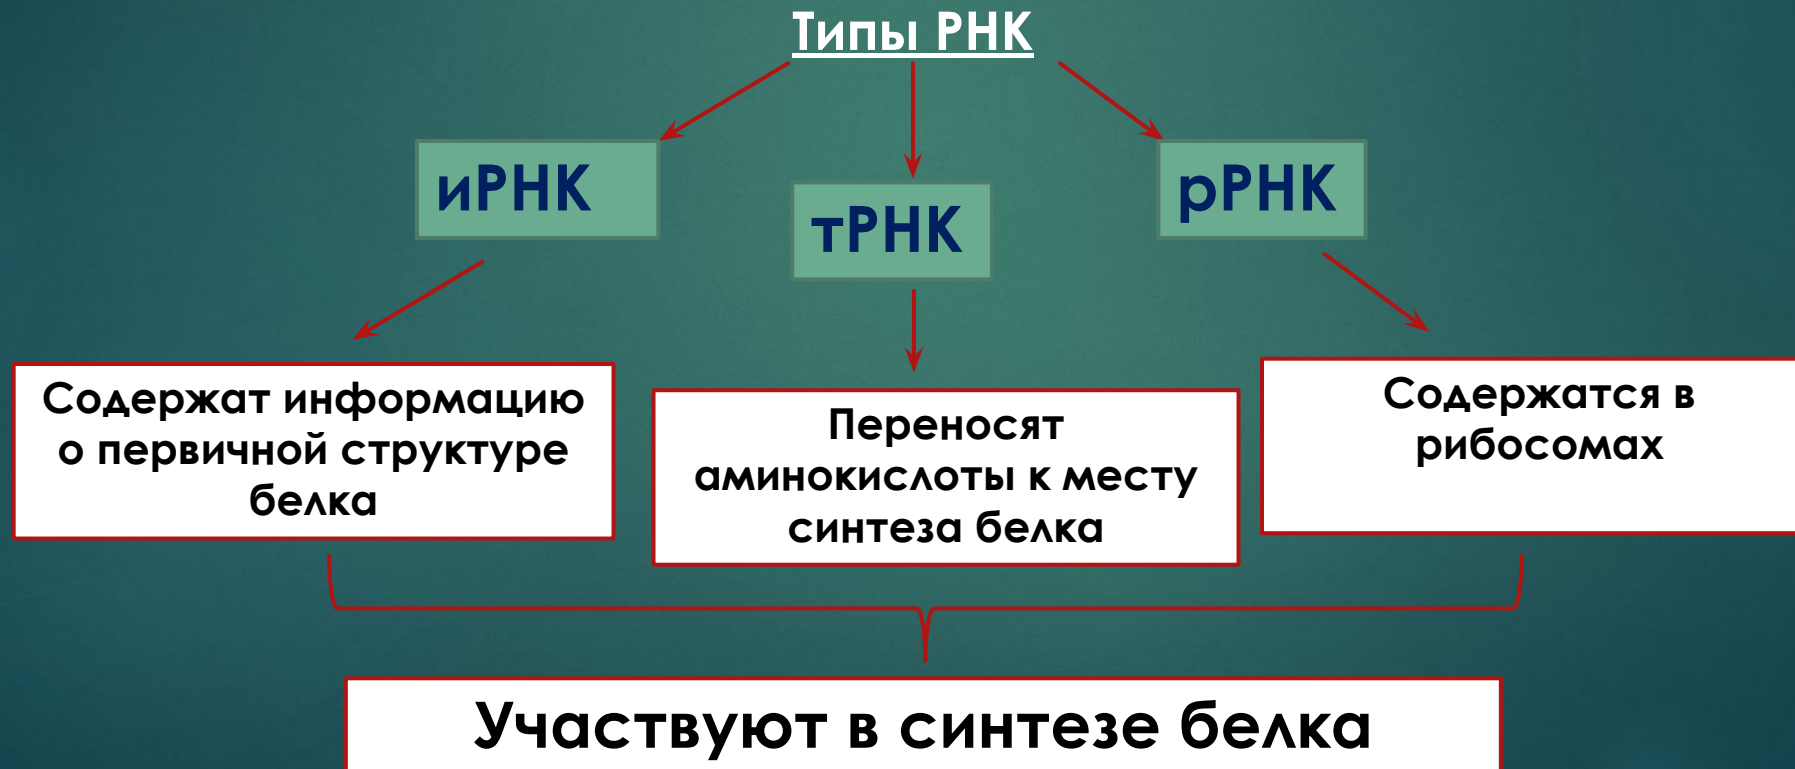 Типы РНК
иРНК
тРНК
рРНК
Содержат информацию
о первичной структуре
белка
Переносят
аминокислоты к месту
синтеза белка
Содержатся в
рибосомах
Участвуют в синтезе белка